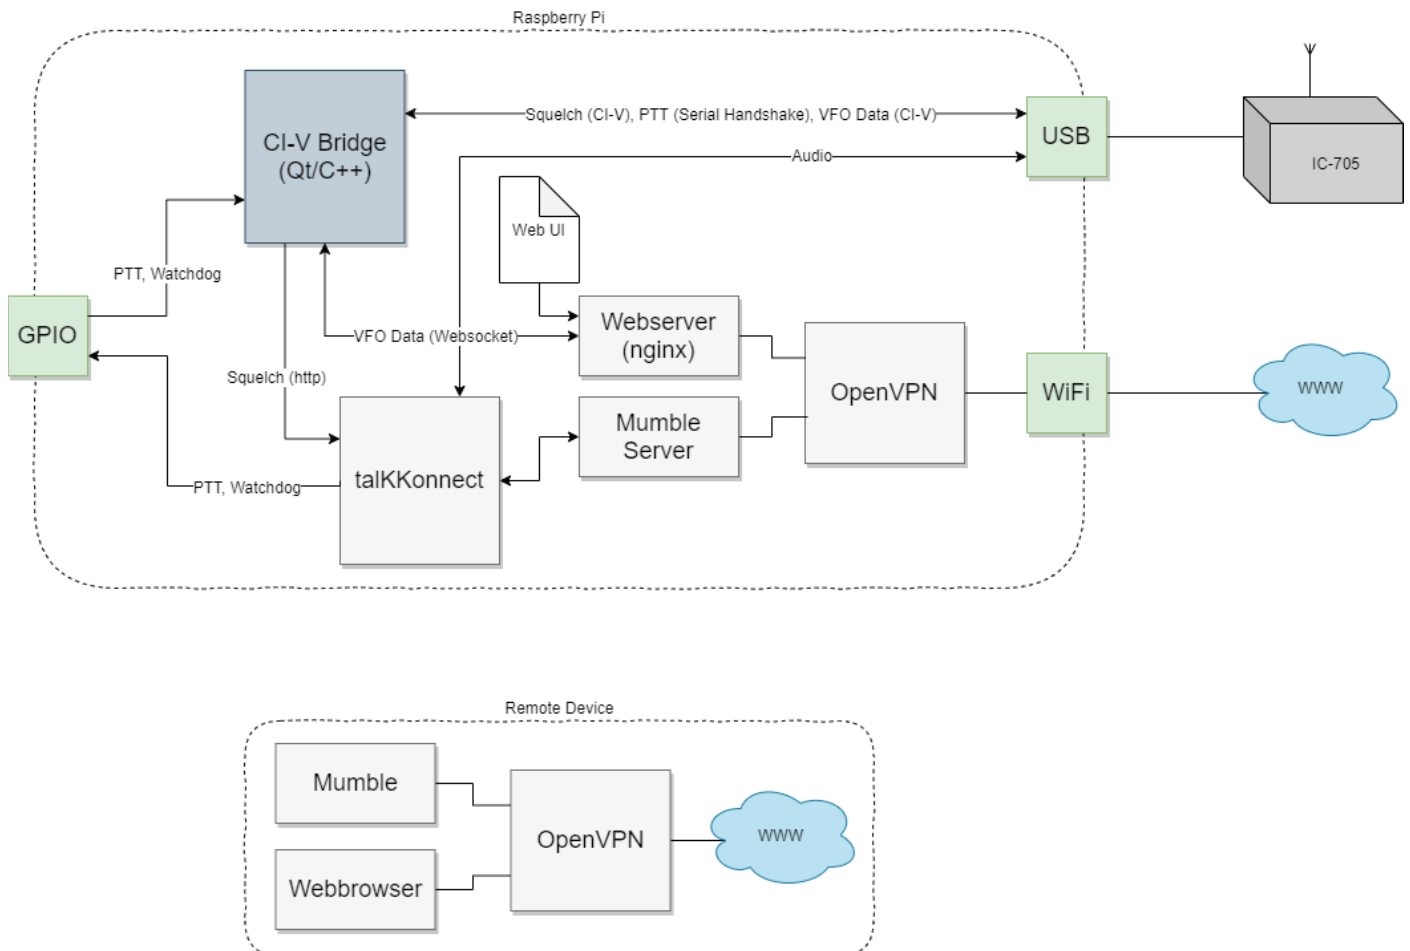 Raspberry Pi
CI-V Bridge
(Qt/C++)
Squelch (CI-V), PTT (Serial Handshake), VFO Data (CI-V)
USB
IC-705
Audio
Web UI
PTT, Watchdog
GPIO
VFO Data (Websocket)
Webserver
(nginx)
Squelch (http)
OpenVPN
WiFi
WWW
Mumble
Server
talKKonnect
PTT, Watchdog
Remote Device
Mumble
OpenVPN
WWW
Webbrowser